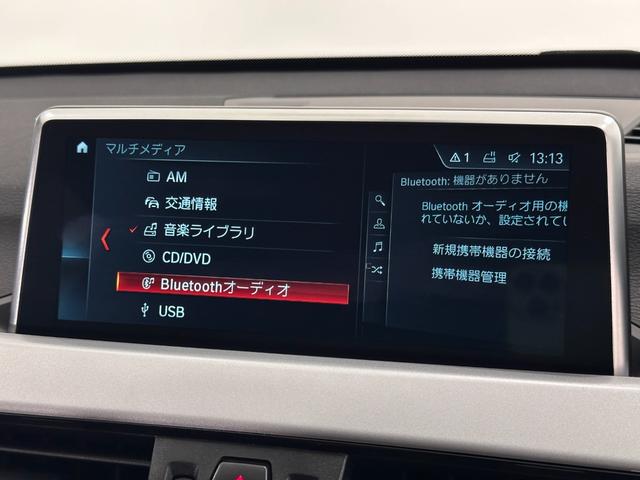 マルチメディア
1 13:13
AM
交通情報
音楽ライブラリ
CD/DVD
Bluetoothオーディオ
USB
Bluetooth: 機器がありません
Bluetooth オーディオ用の機
れていないか、設定されてい
新規携帯機器の接続
携帯機器管理